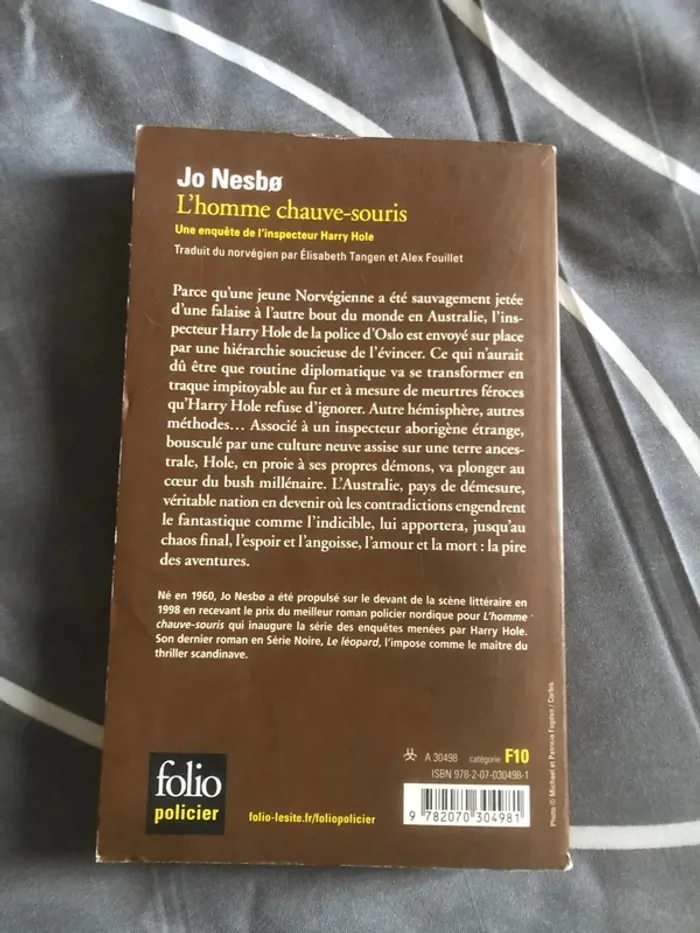 Jo Nesbø
L'homme chauve-souris
Une enquête de l'inspecteur Harry Hole
Traduit du norvégien par Élisabeth Tangen et Alex Fouillet
Parce qu'une jeune Norvégienne a été sauvagement jetée
d'une falaise à l'autre bout du monde en Australie, l'ins-
pecteur Harry Hole de la police d'Oslo est envoyé sur place
par une hiérarchie soucieuse de l'évincer. Ce qui n'aurait
dû être que routine diplomatique va se transformer en
traque impitoyable au fur et à mesure de meurtres féroces
qu'Harry Hole refuse d'ignorer. Autre hémisphère, autres
méthodes... Associé à un inspecteur aborigène étrange,
bousculé par une culture neuve assise sur une terre ances-
trale, Hole, en proie à ses propres démons, va plonger au
cœur du bush millénaire. L'Australie, pays de démesure,
véritable nation en devenir où les contradictions engendrent
le fantastique comme l'indicible, lui apportera, jusqu'au
chaos final, l'espoir et l'angoisse, l'amour et la mort : la pire
des aventures.
Né en 1960, Jo Nesbø a été propulsé sur le devant de la scène littéraire en
1998 en recevant le prix du meilleur roman policier nordique pour L'homme
chauve-souris qui inaugure la série des enquêtes menées par Harry Hole.
Son dernier roman en Série Noire, Le léopard, l'impose comme le maître du
thriller scandinave.
folio
policier
folio-lesite.fr/foliopolicier
A 30498 catégorie F10
ISBN 978-2-07-030498-1
9 782070 304981
Photo © Michael et Patricia Fogden / Corbis